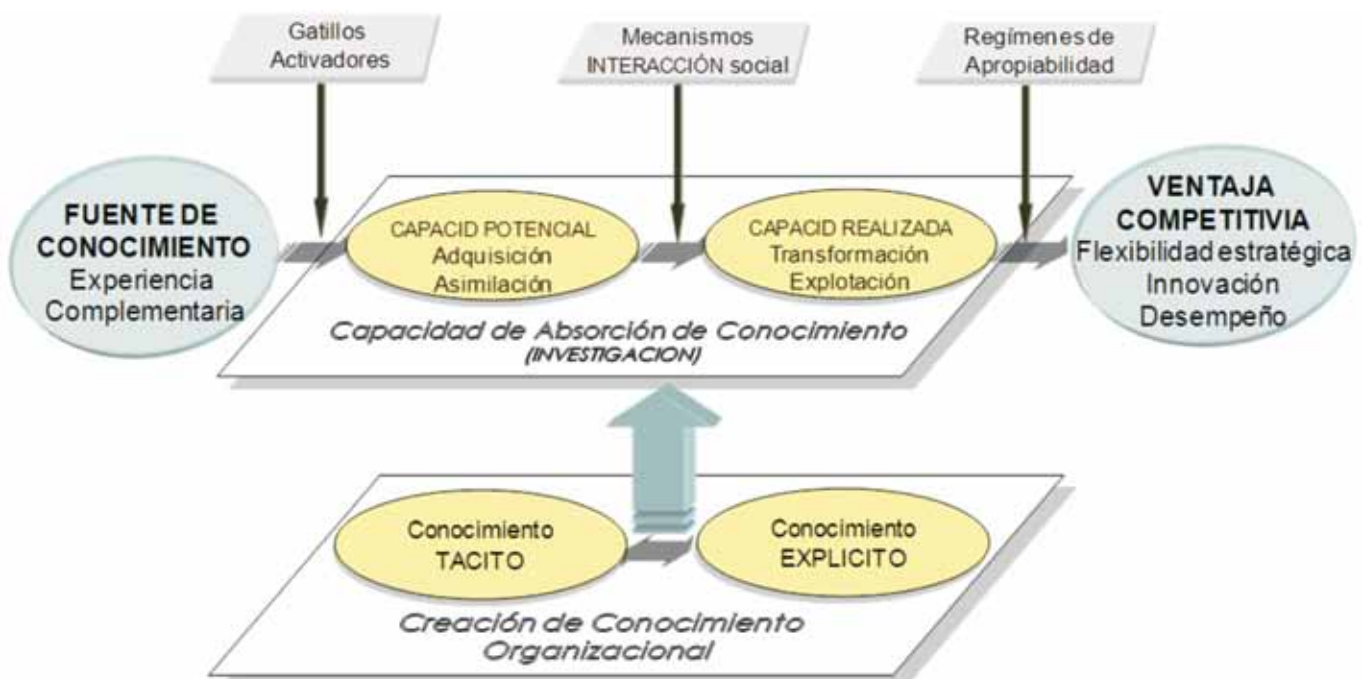 Gatillos
Activadores
Mecanismos
INTERACCIÓN social
Regímenes de
Apropiabilidad
FUENTE DE
CONOCIMIENTO
Experiencia
Complementaria
CAPACID POTENCIAL
Adquisición
Asimilación
CAPACID REALIZADA
Transformación
Explotación
VENTAJA
COMPETITIVIA
Flexibilidad estratégica
Innovación
Desempeño
Capacidad de Absorción de Conocimiento
(INVESTIGACION)
Conocimiento
TACITO
Conocimiento
EXPLICITO
Creación de Conocimiento
Organizacional